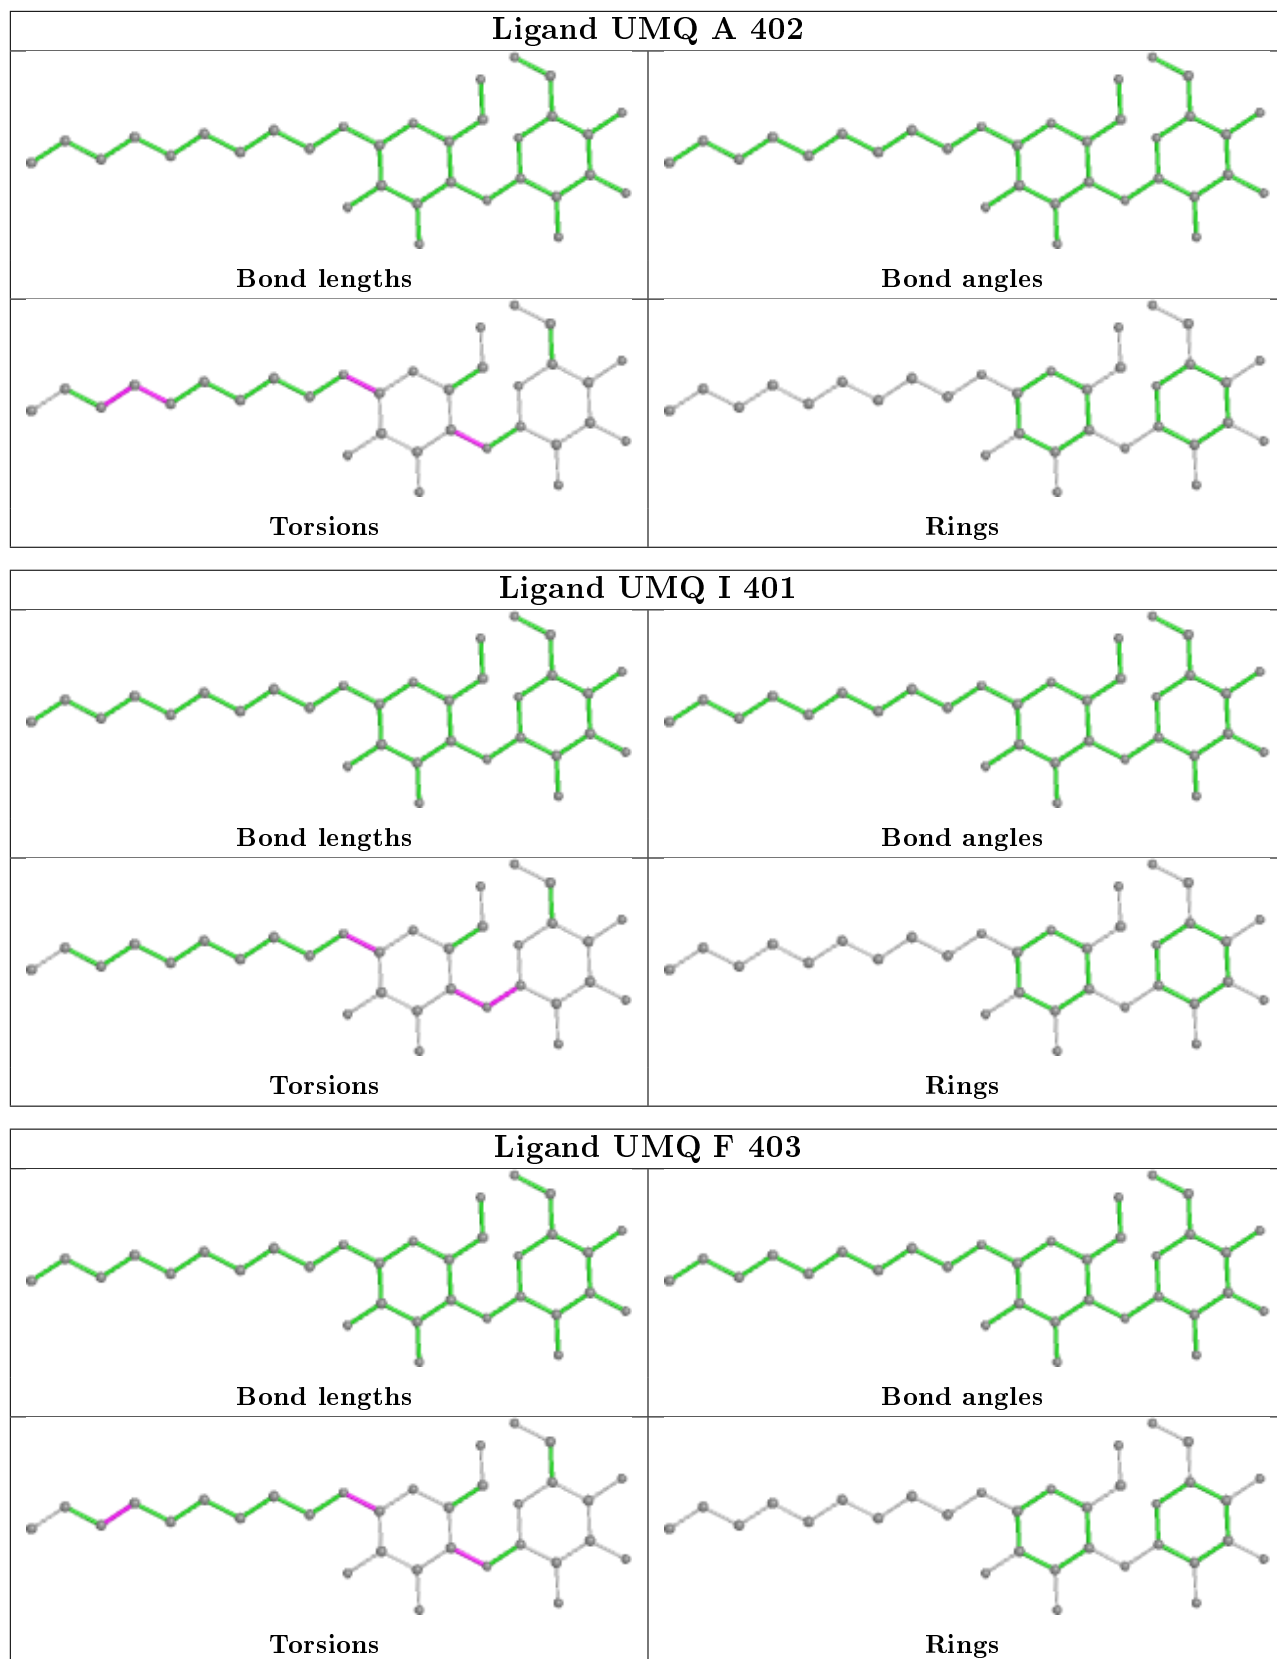 Ligand UMQ A 402
Bond lengths
Bond angles
Torsions
Rings
Ligand UMQ I 401
Bond lengths
Bond angles
Torsions
Rings
Ligand UMQ F 403
Bond lengths
Bond angles
Torsions
Rings